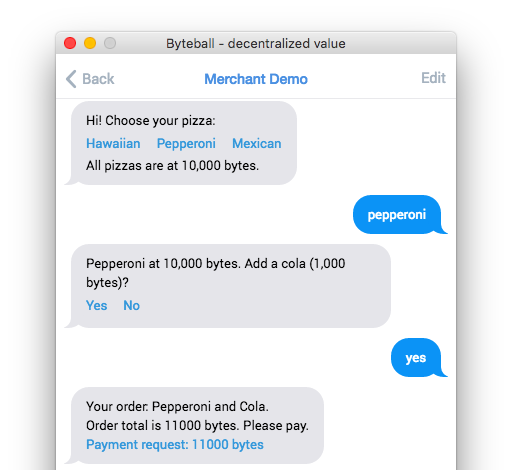 Byteball - decentralized value
Back Merchant Demo Edit
Hi! Choose your pizza:
Hawaiian Pepperoni Mexican
All pizzas are at 10,000 bytes.
pepperoni
Pepperoni at 10,000 bytes. Add a cola (1,000
bytes)?
Yes No
yes
Your order: Pepperoni and Cola.
Order total is 11000 bytes. Please pay.
Payment request: 11000 bytes